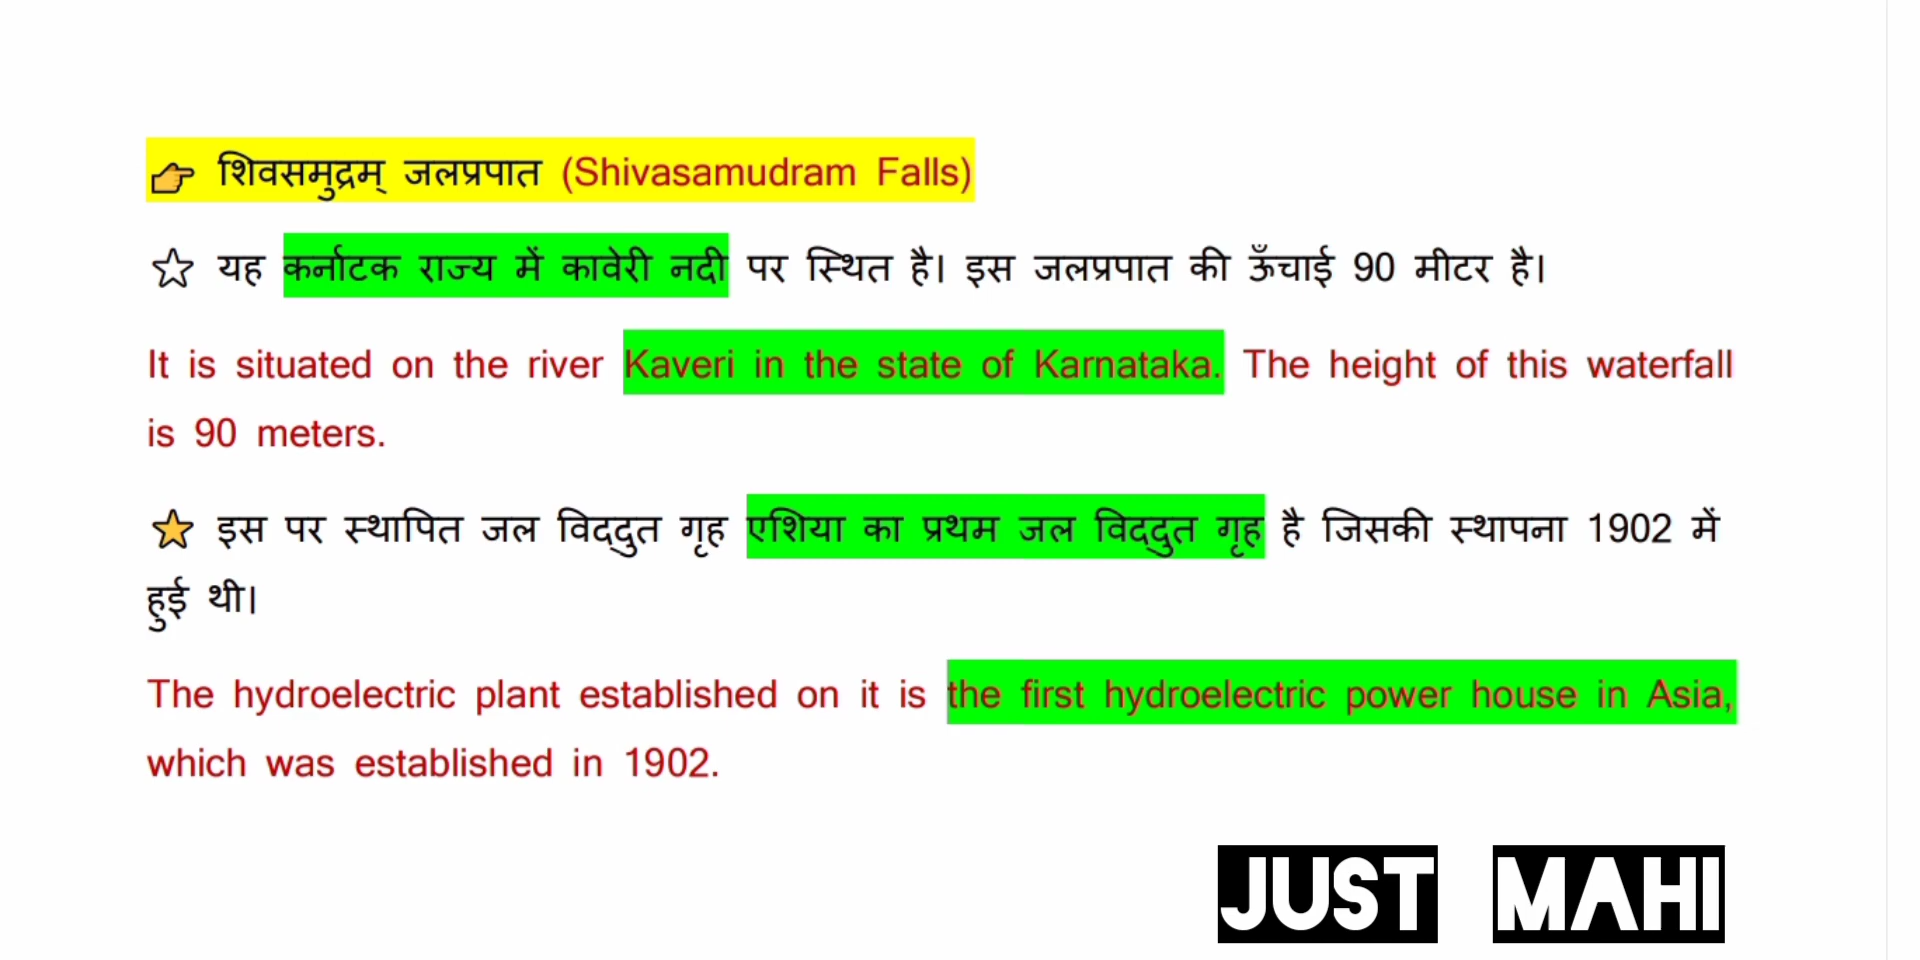 👉 शिवसमुद्रम् जलप्रपात (Shivasamudram Falls)
☆ यह कर्नाटक राज्य में कावेरी नदी पर स्थित है। इस जलप्रपात की ऊँचाई 90 मीटर है।
It is situated on the river Kaveri in the state of Karnataka. The height of this waterfall
is 90 meters.
⭐ इस पर स्थापित जल विद्दुत गृह एशिया का प्रथम जल विद्दुत गृह है जिसकी स्थापना 1902 में
हुई थी।
The hydroelectric plant established on it is the first hydroelectric power house in Asia,
which was established in 1902.
JUST MAHI